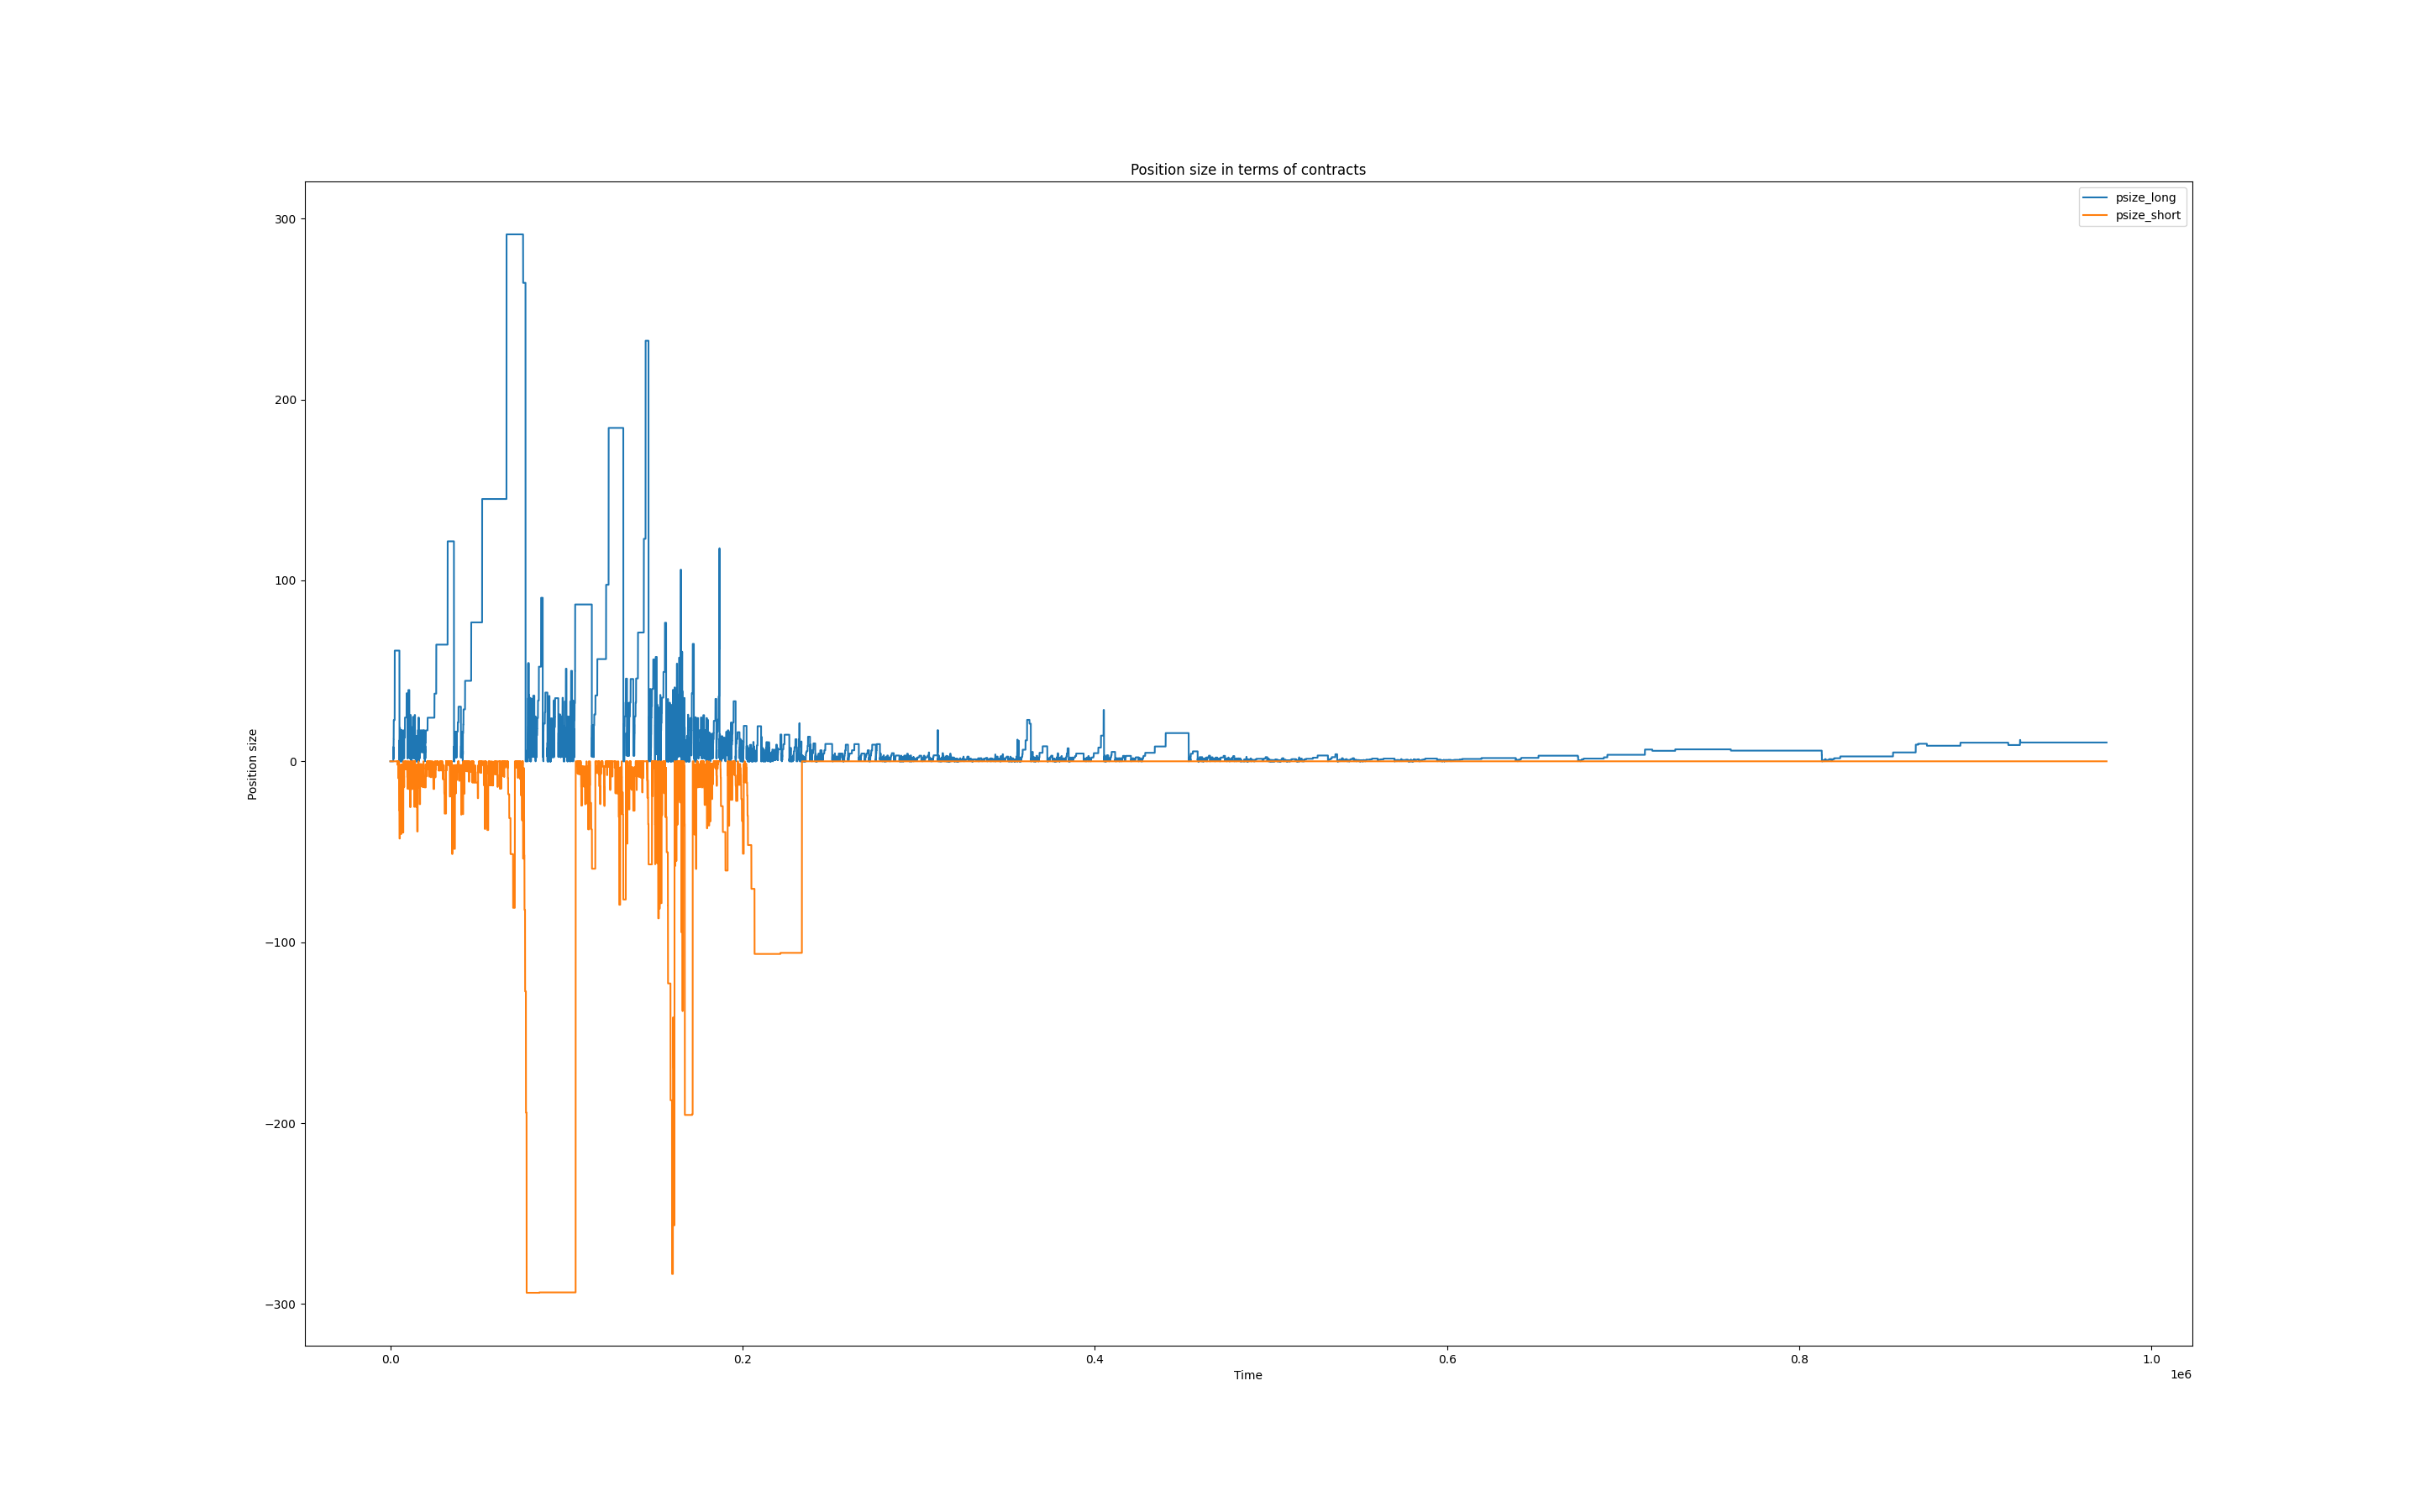 Position size in terms of contracts
psize_long
psize_short
300
200
100
0
−100
−200
−300
Position size
0.0
0.2
0.4
0.6
0.8
1.0
Time
1e6